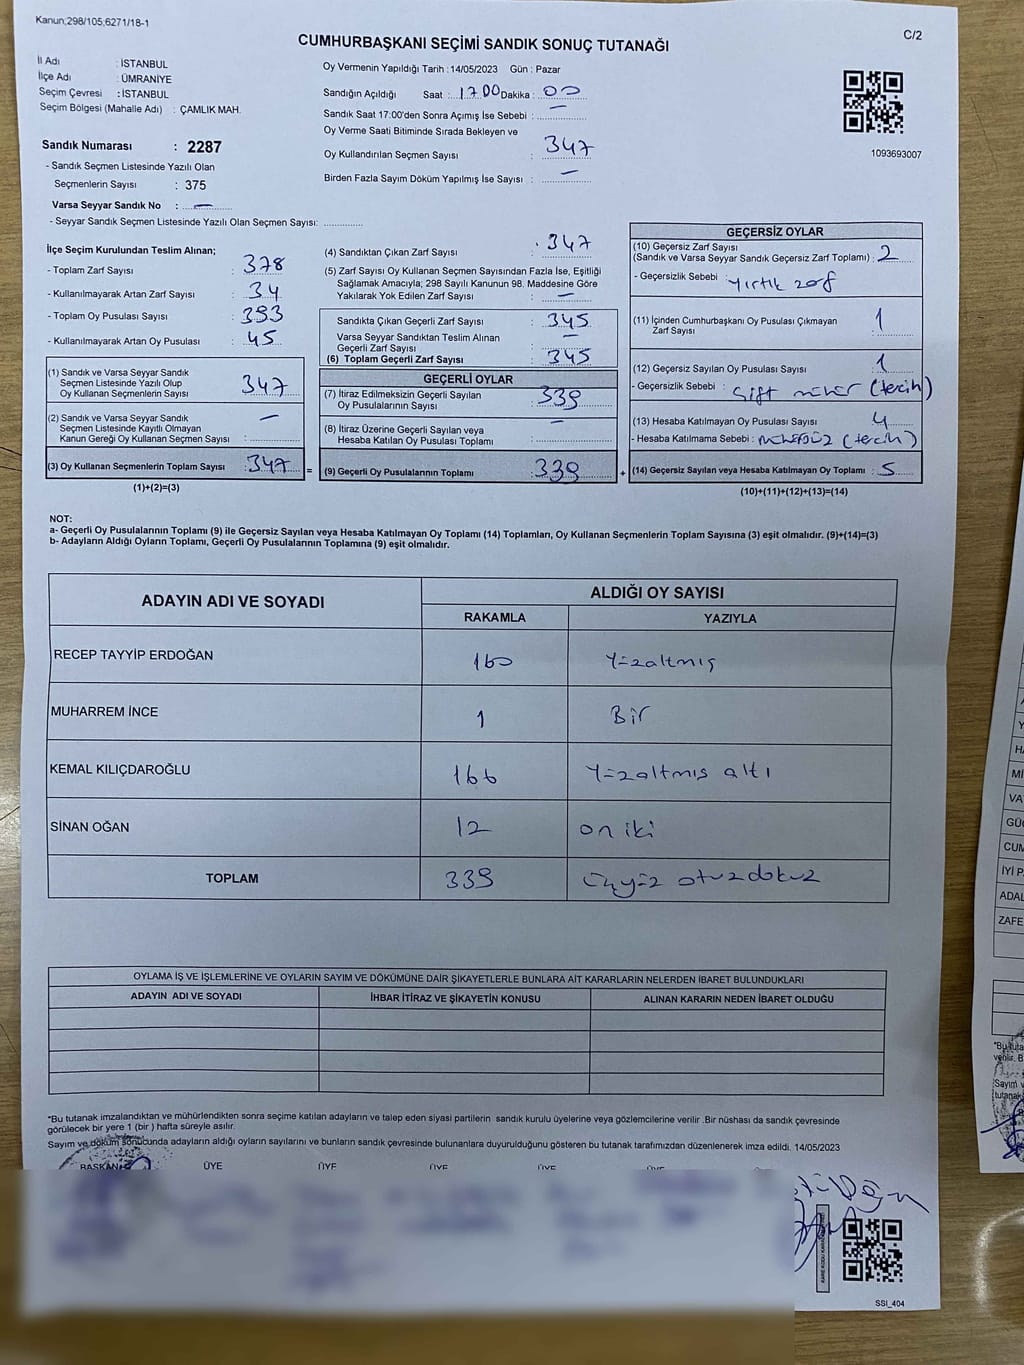 Kanun;298/105,6271/18-1
C/2
CUMHURBAŞKANI SEÇİMİ SANDIK SONUÇ TUTANAĞI
İl Adı : İSTANBUL
İlçe Adı : ÜMRANİYE
Seçim Çevresi : İSTANBUL
Seçim Bölgesi (Mahalle Adı) : ÇAMLIK MAH.
Sandık Numarası : 2287
- Sandık Seçmen Listesinde Yazılı Olan
Seçmenlerin Sayısı : 375
Varsa Seyyar Sandık No : —
- Seyyar Sandık Seçmen Listesinde Yazılı Olan Seçmen Sayısı: ............
Oy Vermenin Yapıldığı Tarih : 14/05/2023 Gün : Pazar
Sandığın Açıldığı Saat : 17.00 Dakika : 00
Sandık Saat 17:00'den Sonra Açımış İse Sebebi : —
Oy Verme Saati Bitiminde Sırada Bekleyen ve
Oy Kullandırılan Seçmen Sayısı : 347
Birden Fazla Sayım Döküm Yapılmış İse Sayısı : —
1093693007
İlçe Seçim Kurulundan Teslim Alınan;
- Toplam Zarf Sayısı : 378
- Kullanılmayarak Artan Zarf Sayısı : 34
- Toplam Oy Pusulası Sayısı : 393
- Kullanılmayarak Artan Oy Pusulası : 45
(1) Sandık ve Varsa Seyyar Sandık
Seçmen Listesinde Yazılı Olup
Oy Kullanan Seçmenlerin Sayısı : 347
(2) Sandık ve Varsa Seyyar Sandık
Seçmen Listesinde Kayıtlı Olmayan
Kanun Gereği Oy Kullanan Seçmen Sayısı : —
(3) Oy Kullanan Seçmenlerin Toplam Sayısı : 347 =
(1)+(2)=(3)
(4) Sandıktan Çıkan Zarf Sayısı : 347
(5) Zarf Sayısı Oy Kullanan Seçmen Sayısından Fazla İse, Eşitliği
Sağlamak Amacıyla; 298 Sayılı Kanunun 98. Maddesine Göre
Yakılarak Yok Edilen Zarf Sayısı : —
Sandıkta Çıkan Geçerli Zarf Sayısı : 345
Varsa Seyyar Sandıktan Teslim Alınan
Geçerli Zarf Sayısı : —
(6) Toplam Geçerli Zarf Sayısı : 345
GEÇERLİ OYLAR
(7) İtiraz Edilmeksizin Geçerli Sayılan
Oy Pusulalarının Sayısı : 339
(8) İtiraz Üzerine Geçerli Sayılan veya
Hesaba Katılan Oy Pusulası Toplamı : —
(9) Geçerli Oy Pusulalarının Toplamı : 339 +
GEÇERSİZ OYLAR
(10) Geçersiz Zarf Sayısı
(Sandık ve Varsa Seyyar Sandık Geçersiz Zarf Toplamı) : 2
- Geçersizlik Sebebi : yırtık zarf
(11) İçinden Cumhurbaşkanı Oy Pusulası Çıkmayan : 1
Zarf Sayısı
(12) Geçersiz Sayılan Oy Pusulası Sayısı : 1
- Geçersizlik Sebebi : Çift mühür (tercih)
(13) Hesaba Katılmayan Oy Pusulası Sayısı : 4
- Hesaba Katılmama Sebebi : mühürsüz (tercih)
(14) Geçersiz Sayılan veya Hesaba Katılmayan Oy Toplamı : 5
(10)+(11)+(12)+(13)=(14)
NOT:
a- Geçerli Oy Pusulalarının Toplamı (9) ile Geçersiz Sayılan veya Hesaba Katılmayan Oy Toplamı (14) Toplamları, Oy Kullanan Seçmenlerin Toplam Sayısına (3) eşit olmalıdır. (9)+(14)=(3)
b- Adayların Aldığı Oyların Toplamı, Geçerli Oy Pusulalarının Toplamına (9) eşit olmalıdır.
ADAYIN ADI VE SOYADI
ALDIĞI OY SAYISI
RAKAMLA YAZIYLA
RECEP TAYYİP ERDOĞAN 160 Yüzaltmış
MUHARREM İNCE 1 Bir
KEMAL KILIÇDAROĞLU 166 Yüzaltmış altı
SİNAN OĞAN 12 on iki
TOPLAM 339 üçyüz otuzdokuz
OYLAMA İŞ VE İŞLEMLERİNE VE OYLARIN SAYIM VE DÖKÜMÜNE DAİR ŞİKAYETLERLE BUNLARA AİT KARARLARIN NELERDEN İBARET BULUNDUKLARI
ADAYIN ADI VE SOYADI İHBAR İTİRAZ VE ŞİKAYETİN KONUSU ALINAN KARARIN NEDEN İBARET OLDUĞU
*Bu tutanak imzalandıktan ve mühürlendikten sonra seçime katılan adayların ve talep eden siyasi partilerin sandık kurulu üyelerine veya gözlemcilerine verilir .Bir nüshası da sandık çevresinde
görülecek bir yere 1 (bir ) hafta süreyle asılır.
Sayım ve döküm sonucunda adayların aldığı oyların sayılarını ve bunların sandık çevresinde bulunanlara duyurulduğunu gösteren bu tutanak tarafımızdan düzenlenerek imza edildi. 14/05/2023
BAŞKAN ÜYE ÜYE ÜYE ÜYE ÜYE
SSI_404
Mİ
VA
CUM
İYİ P
ADAL
ZAFE
*Bu tuta
verilir. B
Sayım v
tutanak